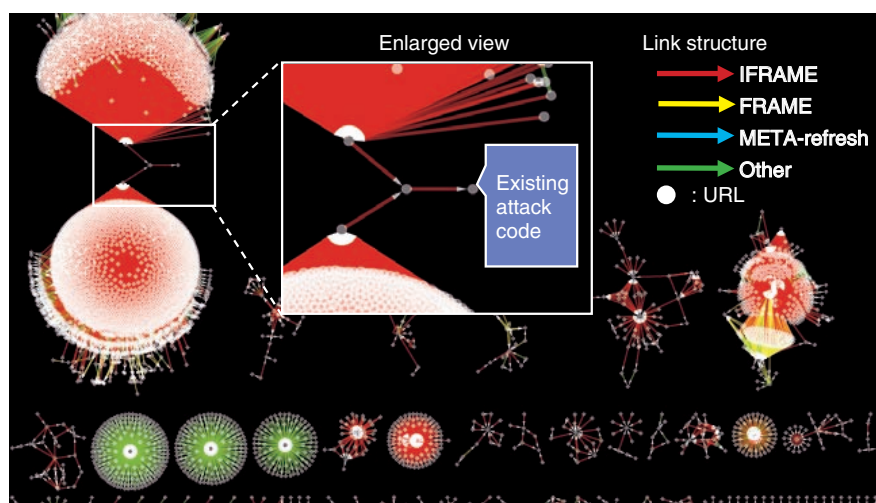 Enlarged view
Link structure
IFRAME
FRAME
META-refresh
Other
: URL
Existing
attack
code